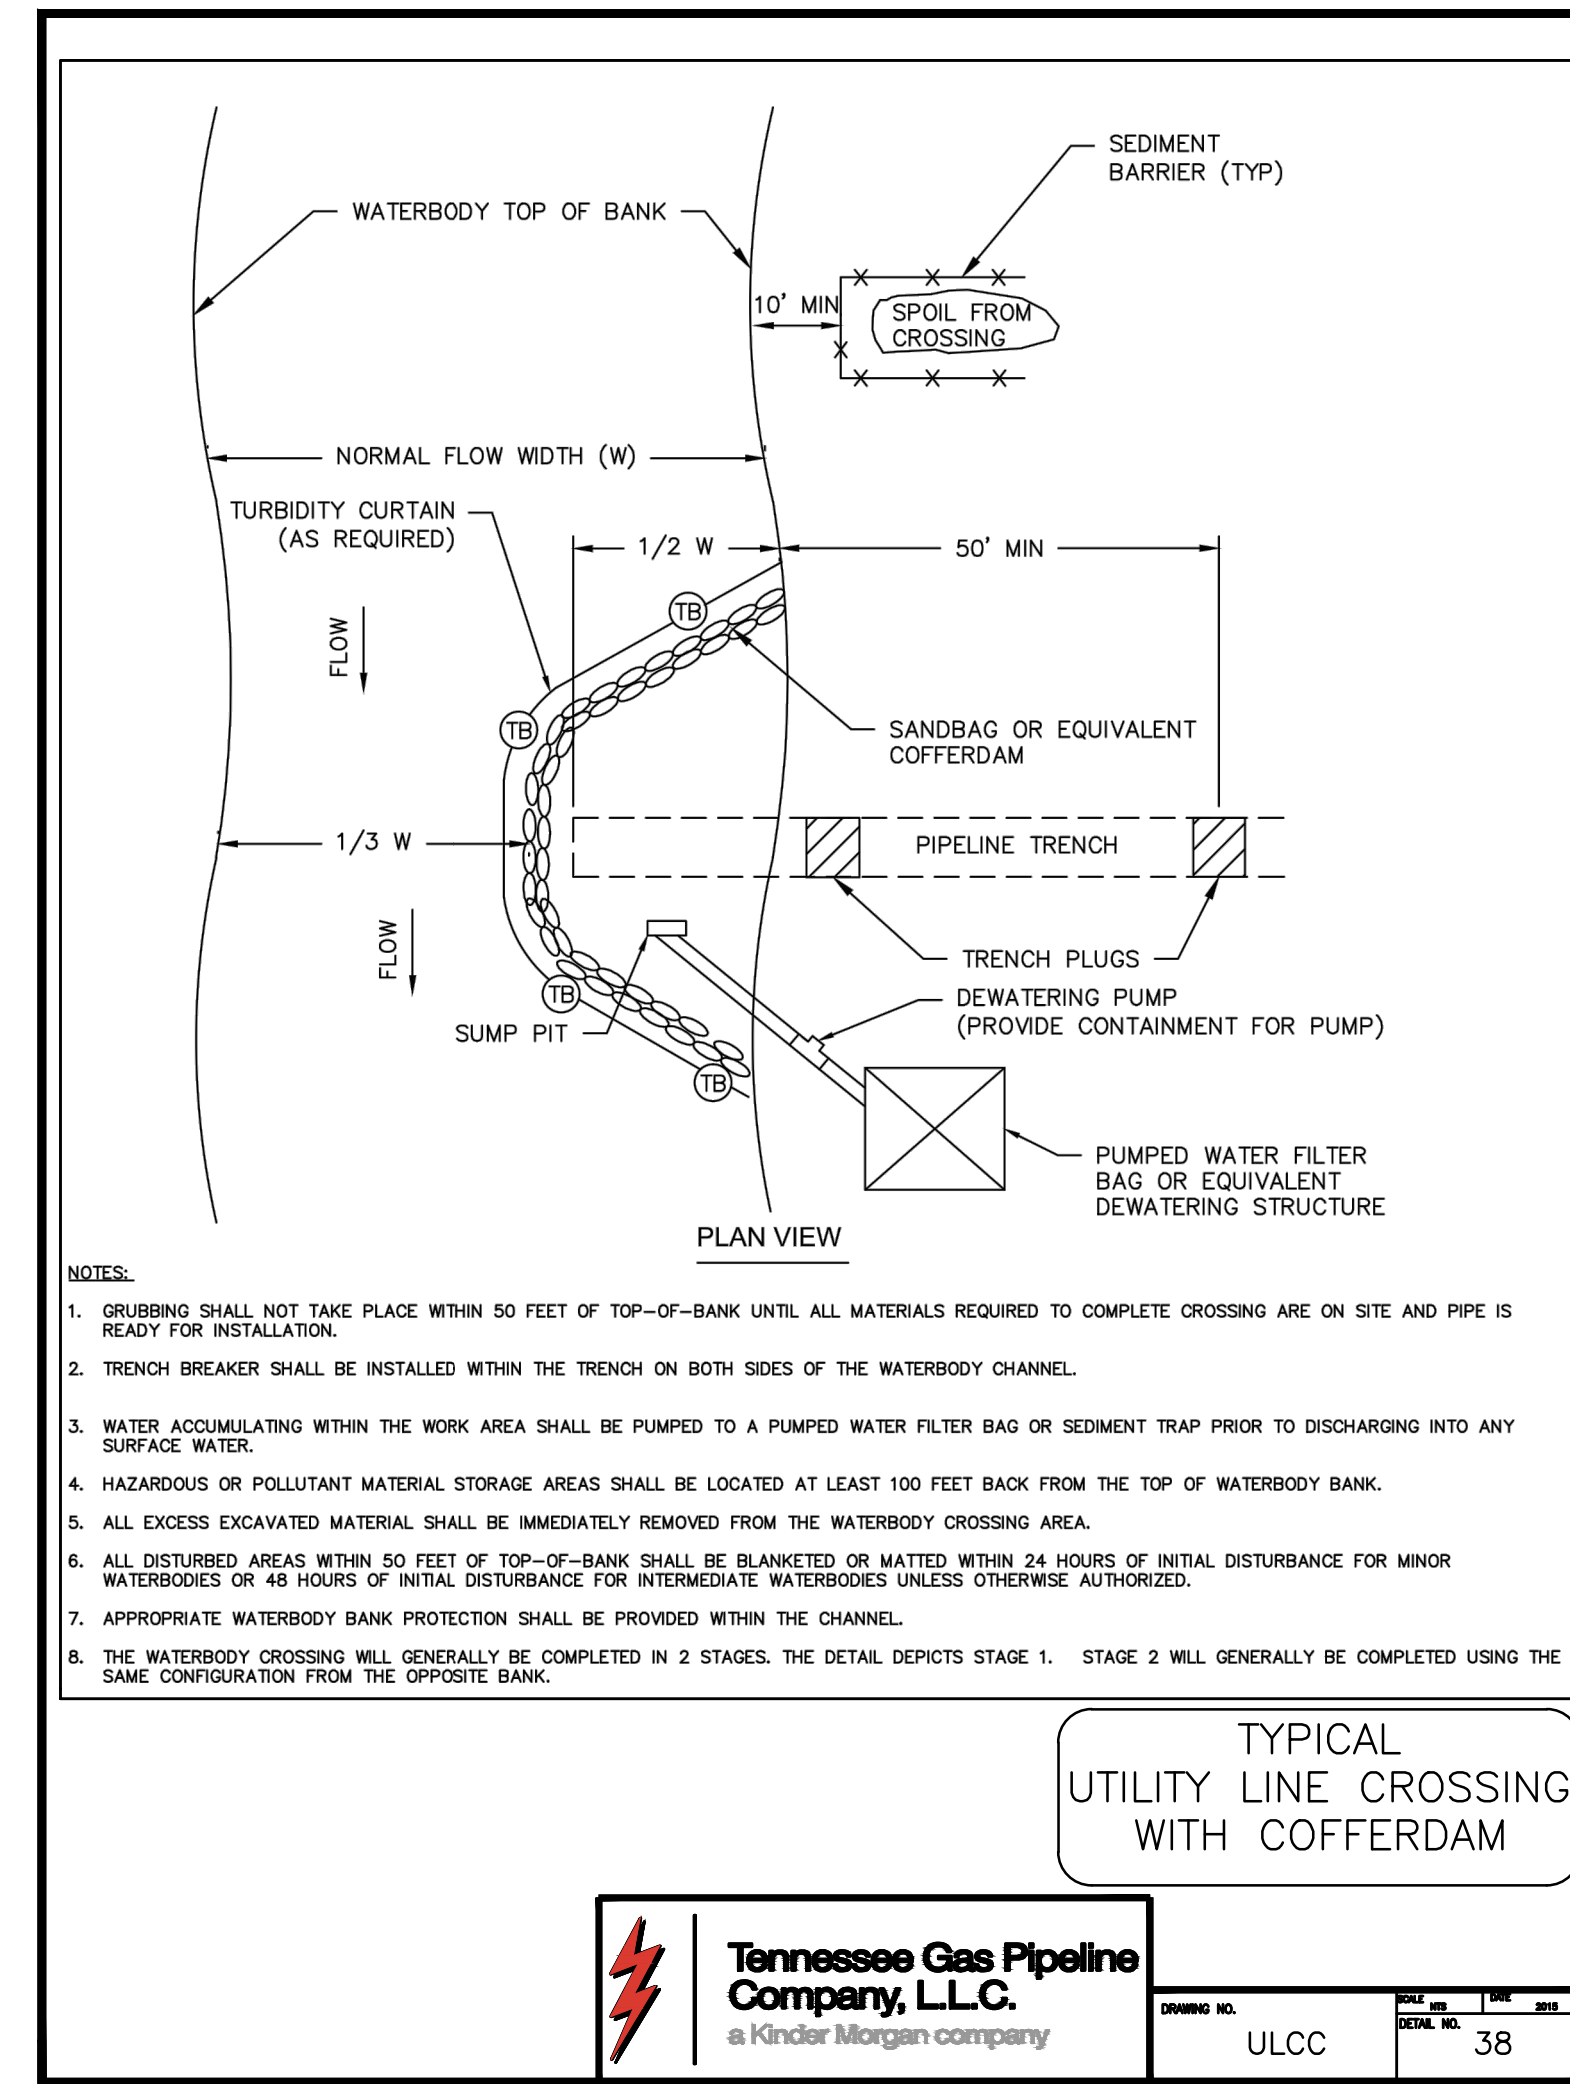 SEDIMENT
BARRIER (TYP)
WATERBODY TOP OF BANK
10' MIN
SPOIL FROM
CROSSING
NORMAL FLOW WIDTH (W)
TURBIDITY CURTAIN
(AS REQUIRED)
1/2 W
50' MIN
TB
FLOW
TB
SANDBAG OR EQUIVALENT
COFFERDAM
1/3 W
PIPELINE TRENCH
FLOW
TRENCH PLUGS
TB
DEWATERING PUMP
(PROVIDE CONTAINMENT FOR PUMP)
SUMP PIT
TB
PUMPED WATER FILTER
BAG OR EQUIVALENT
DEWATERING STRUCTURE
PLAN VIEW
NOTES:
1. GRUBBING SHALL NOT TAKE PLACE WITHIN 50 FEET OF TOP-OF-BANK UNTIL ALL MATERIALS REQUIRED TO COMPLETE CROSSING ARE ON SITE AND PIPE IS
READY FOR INSTALLATION.
2. TRENCH BREAKER SHALL BE INSTALLED WITHIN THE TRENCH ON BOTH SIDES OF THE WATERBODY CHANNEL.
3. WATER ACCUMULATING WITHIN THE WORK AREA SHALL BE PUMPED TO A PUMPED WATER FILTER BAG OR SEDIMENT TRAP PRIOR TO DISCHARGING INTO ANY
SURFACE WATER.
4. HAZARDOUS OR POLLUTANT MATERIAL STORAGE AREAS SHALL BE LOCATED AT LEAST 100 FEET BACK FROM THE TOP OF WATERBODY BANK.
5. ALL EXCESS EXCAVATED MATERIAL SHALL BE IMMEDIATELY REMOVED FROM THE WATERBODY CROSSING AREA.
6. ALL DISTURBED AREAS WITHIN 50 FEET OF TOP-OF-BANK SHALL BE BLANKETED OR MATTED WITHIN 24 HOURS OF INITIAL DISTURBANCE FOR MINOR
WATERBODIES OR 48 HOURS OF INITIAL DISTURBANCE FOR INTERMEDIATE WATERBODIES UNLESS OTHERWISE AUTHORIZED.
7. APPROPRIATE WATERBODY BANK PROTECTION SHALL BE PROVIDED WITHIN THE CHANNEL.
8. THE WATERBODY CROSSING WILL GENERALLY BE COMPLETED IN 2 STAGES. THE DETAIL DEPICTS STAGE 1. STAGE 2 WILL GENERALLY BE COMPLETED USING THE
SAME CONFIGURATION FROM THE OPPOSITE BANK.
TYPICAL
UTILITY LINE CROSSING
WITH COFFERDAM
Tennessee Gas Pipeline
Company, L.L.C.
a Kinder Morgan company
DRAWING NO.
ULCC
SCALE NTS
DATE 2015
DETAIL NO.
38